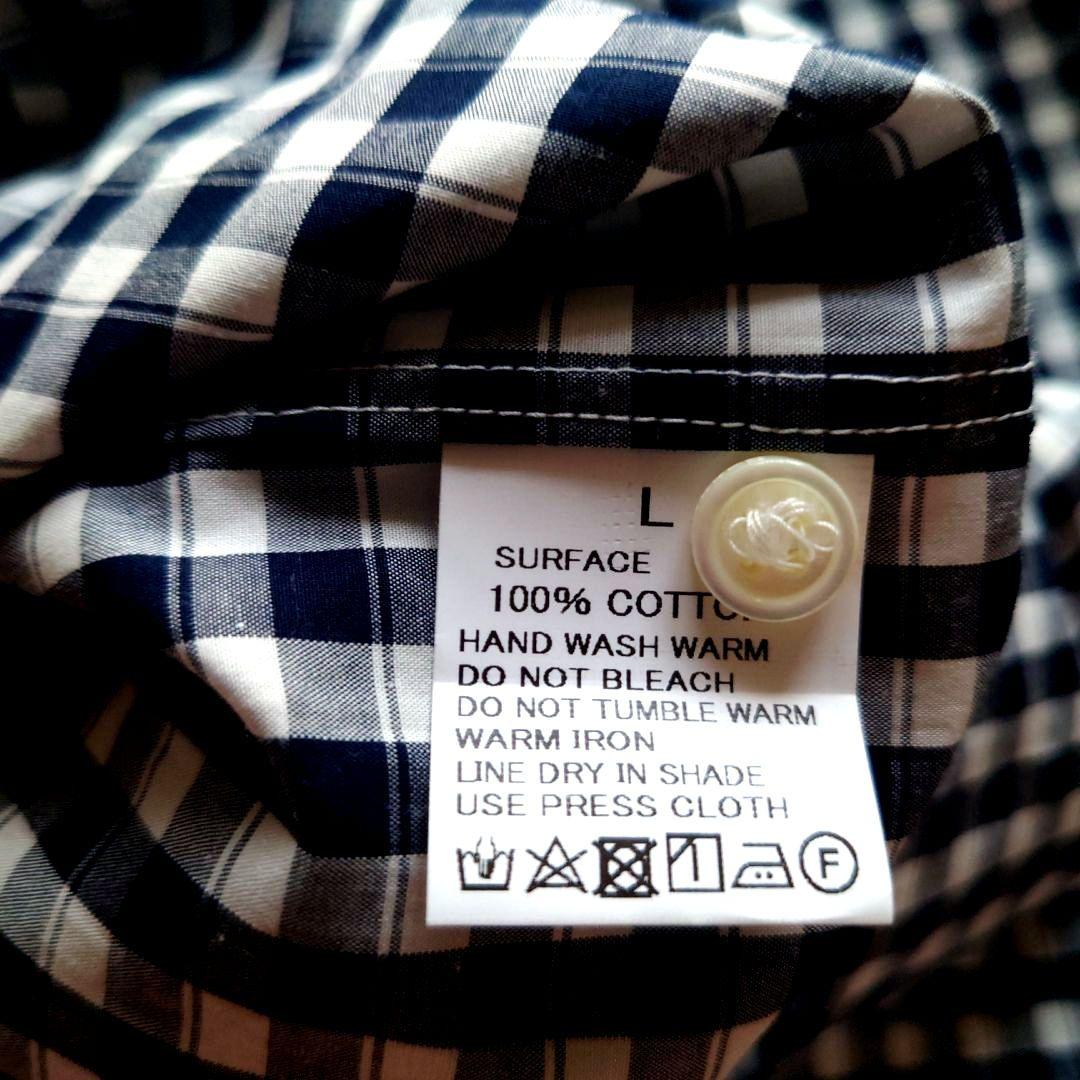 L
SURFACE
100% COTTO
HAND WASH WARM
DO NOT BLEACH
DO NOT TUMBLE WARM
WARM IRON
LINE DRY IN SHADE
USE PRESS CLOTH
F